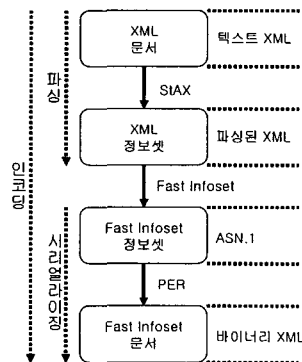 XML
문서
텍스트 XML
파싱
StAX
XML
정보셋
파싱된 XML
인코딩
Fast Infoset
Fast Infoset
정보셋
ASN.1
시리얼라이징
PER
Fast Infoset
문서
바이너리 XML